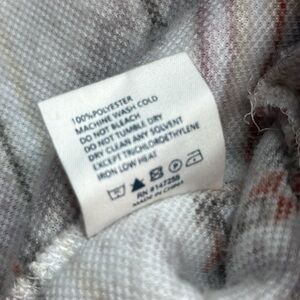 100%POLYESTER
MACHINE WASH COLD
DO NOT BLEACH
DO NOT TUMBLE DRY
DRY CLEAN ANY SOLVENT
EXCEPT TRICHLOROETHYLENE
IRON LOW HEAT
RN #147258
MADE IN CHINA